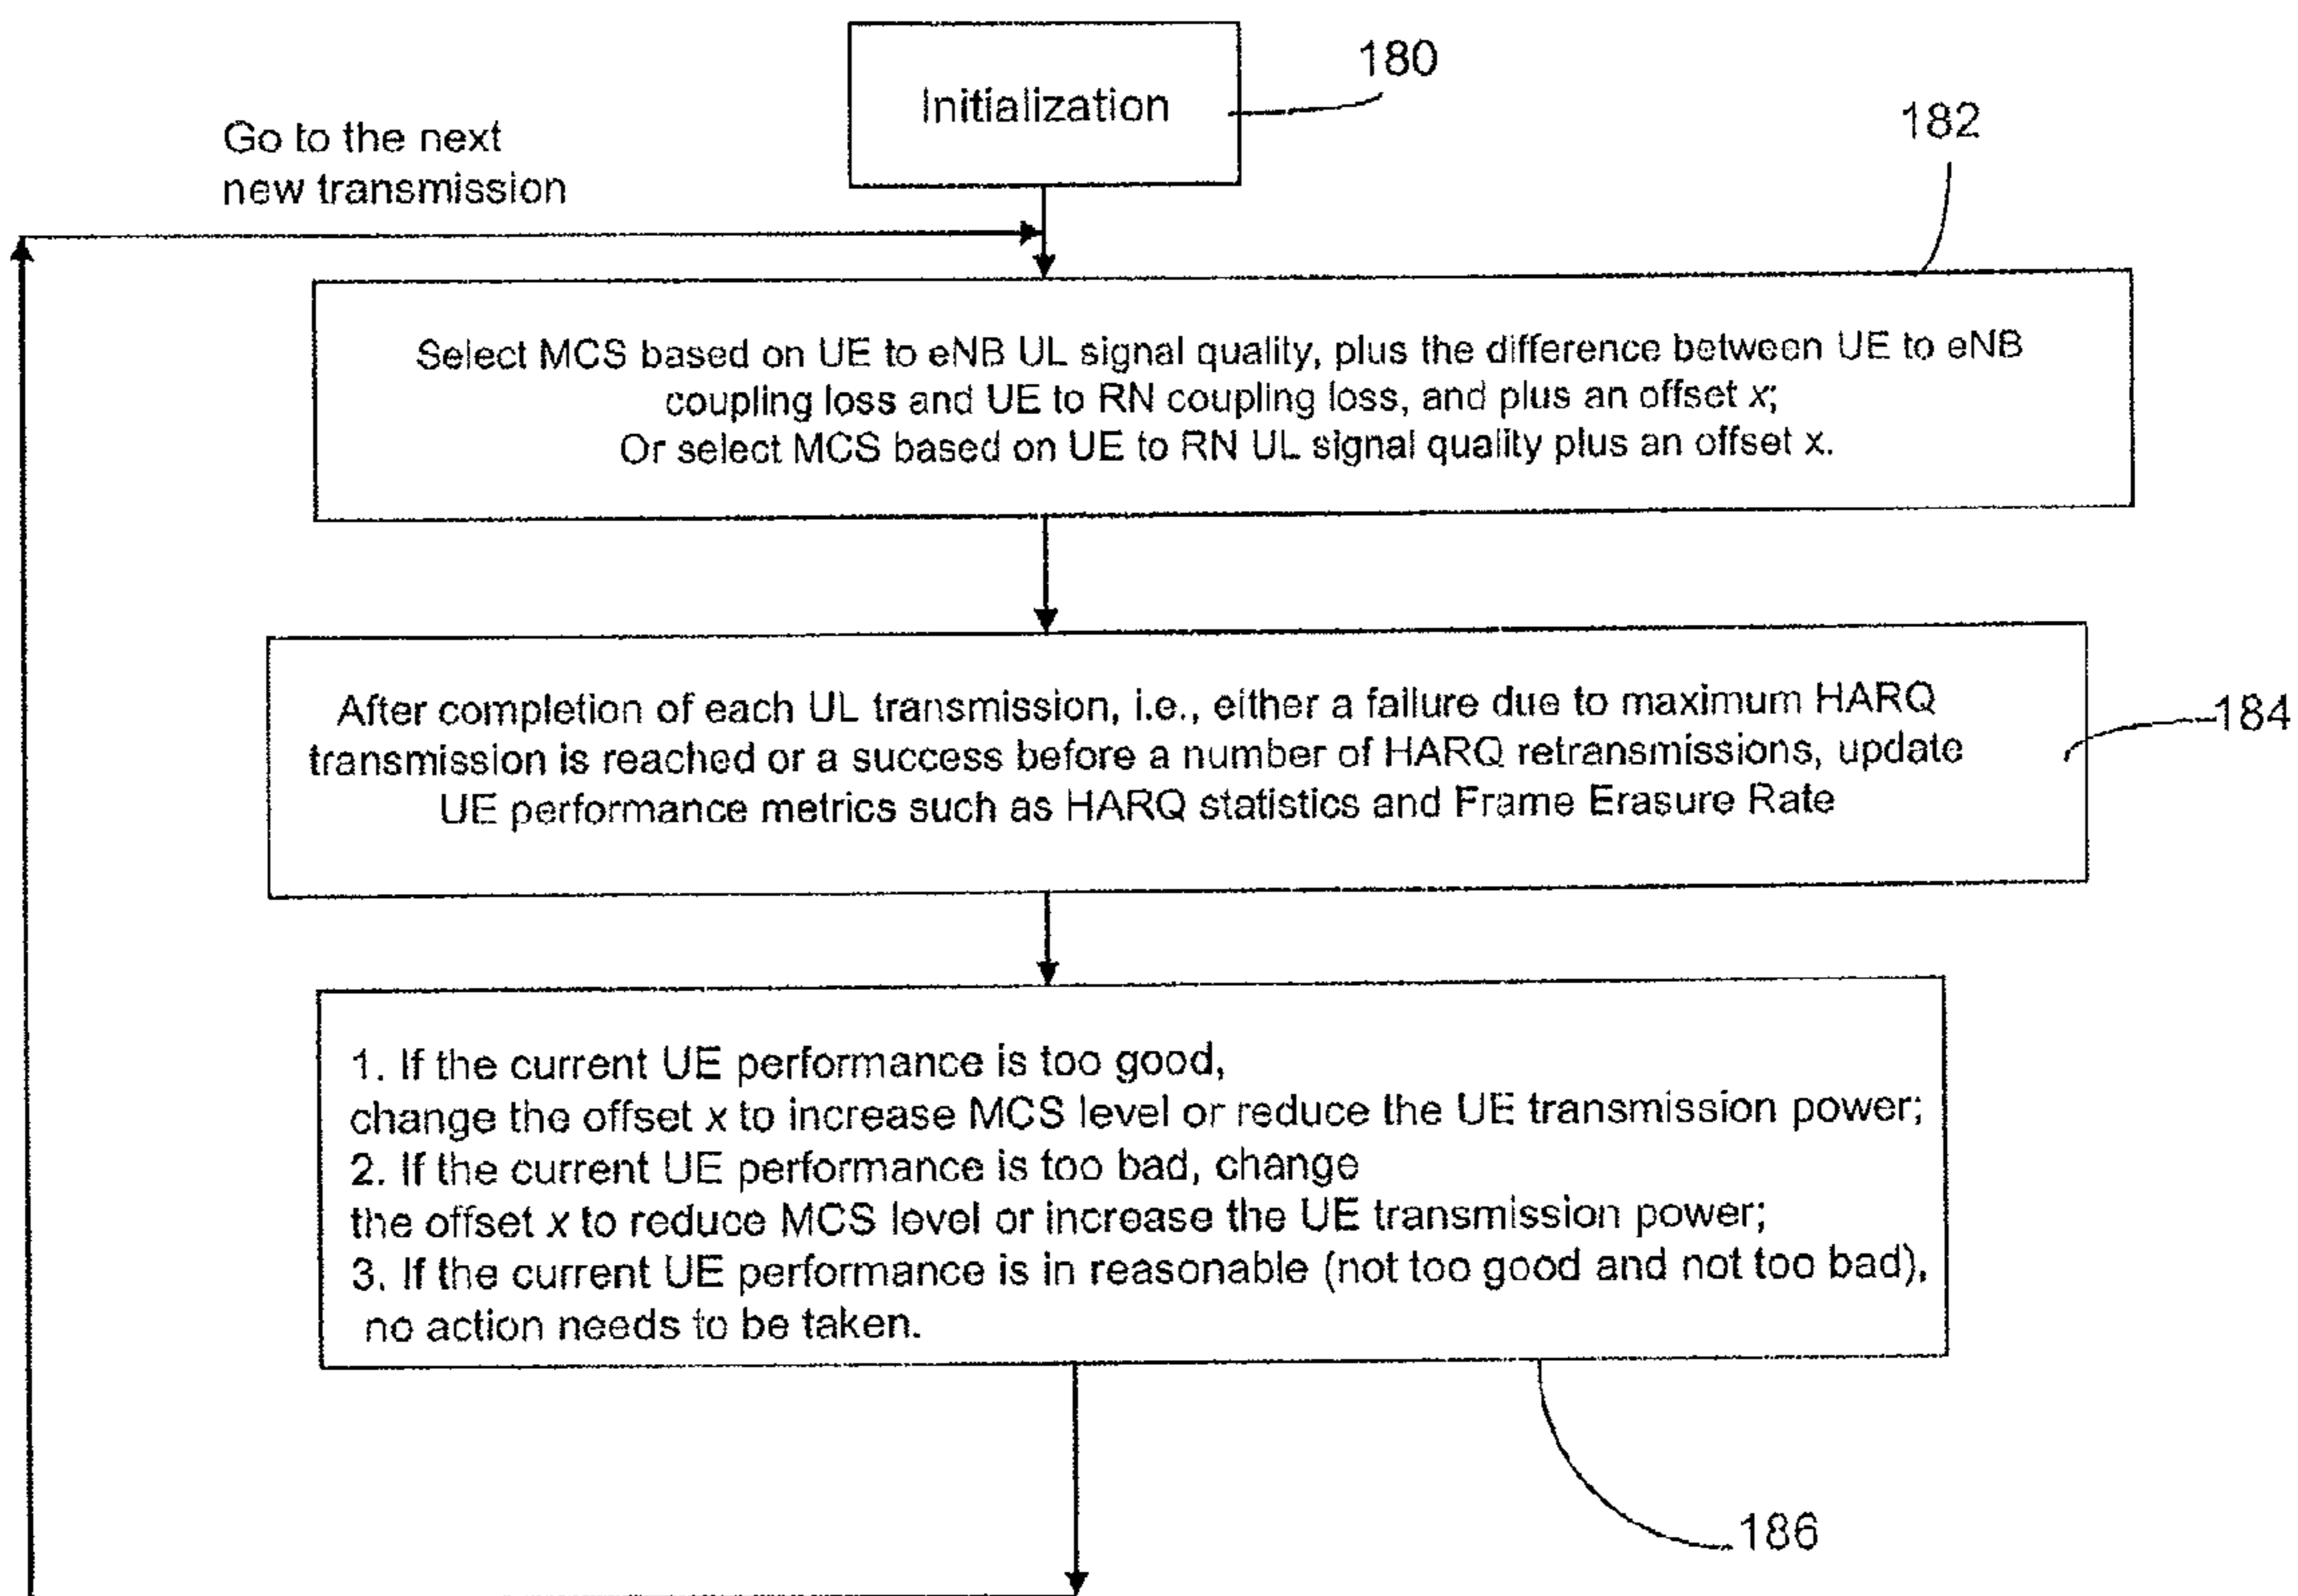 Initialization
180
Go to the next
new transmission
182
Select MCS based on UE to eNB UL signal quality, plus the difference between UE to eNB
coupling loss and UE to RN coupling loss, and plus an offset x;
Or select MCS based on UE to RN UL signal quality plus an offset x.
After completion of each UL transmission, i.e., either a failure due to maximum HARQ
transmission is reached or a success before a number of HARQ retransmissions, update
UE performance metrics such as HARQ statistics and Frame Erasure Rate
184
1. If the current UE performance is too good,
change the offset x to increase MCS level or reduce the UE transmission power;
2. If the current UE performance is too bad, change
the offset x to reduce MCS level or increase the UE transmission power;
3. If the current UE performance is in reasonable (not too good and not too bad),
no action needs to be taken.
186